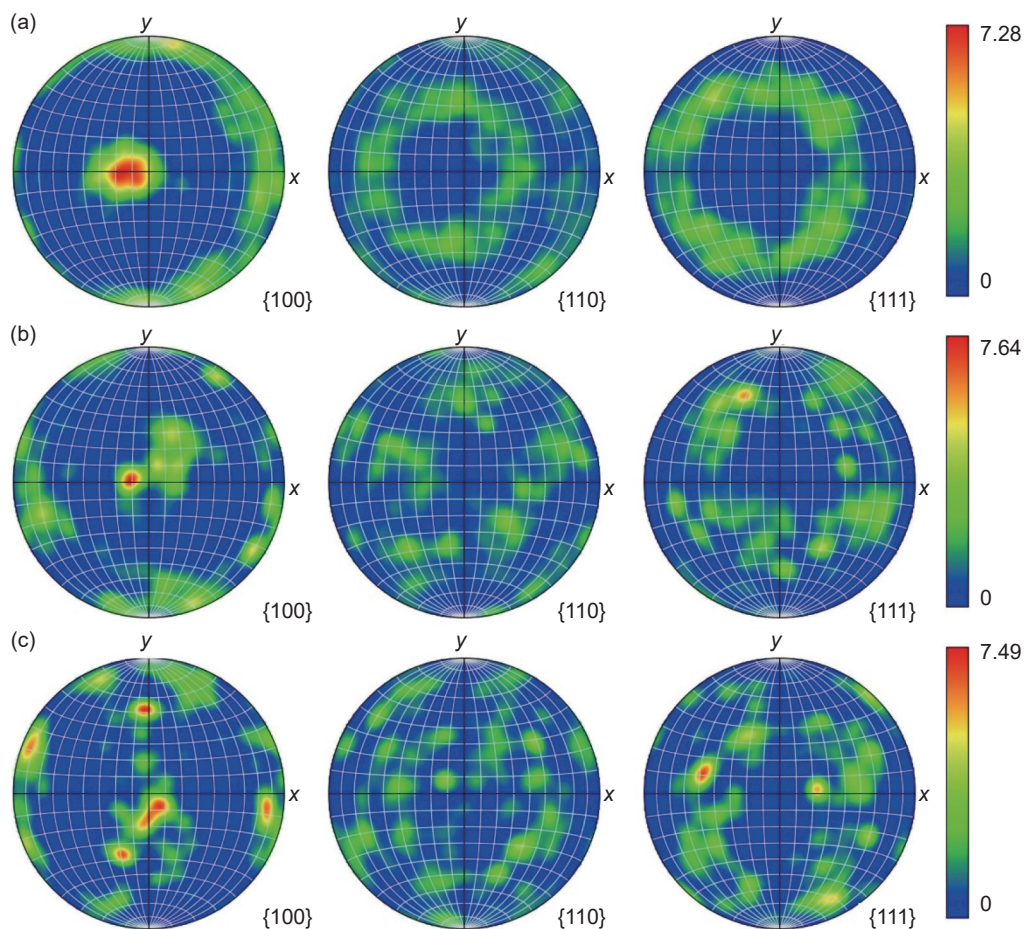 (a)
y
y
y
7.28
x
x
x
0
{100}
{110}
{111}
(b)
y
y
y
7.64
x
x
x
0
{100}
{110}
{111}
(c)
y
y
y
7.49
x
x
x
0
{100}
{110}
{111}